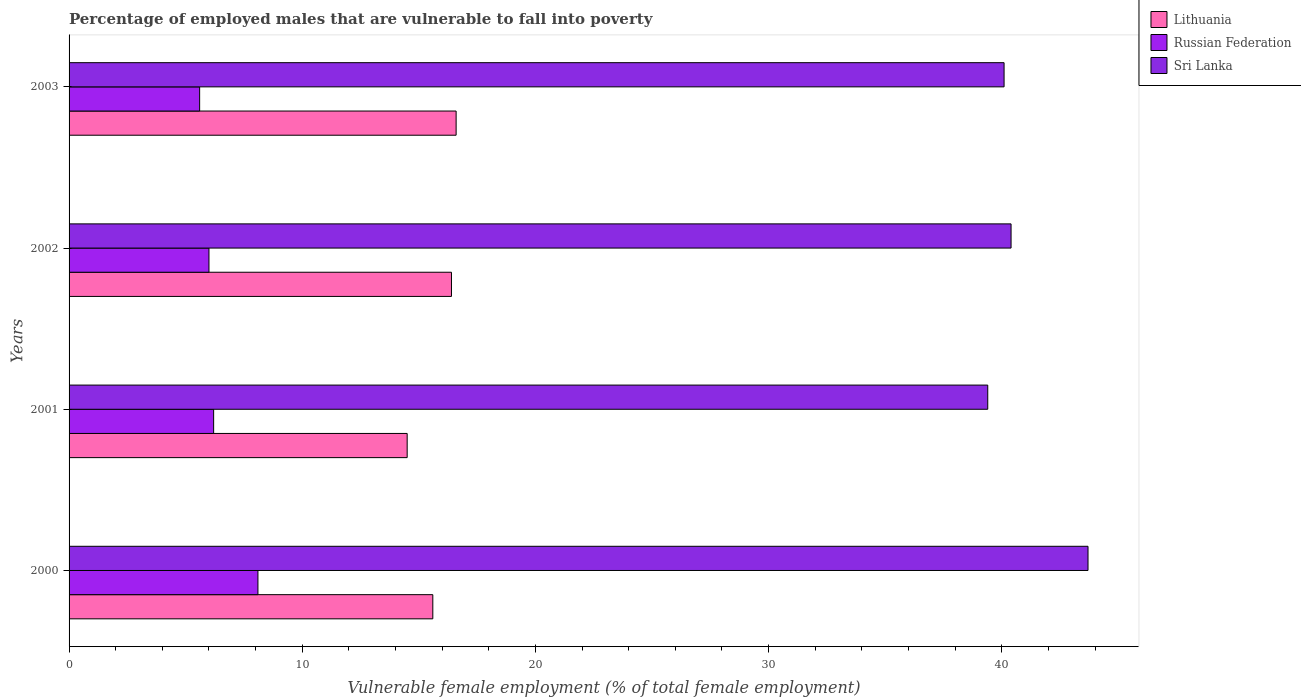 Percentage of employed males that are vulnerable to fall into poverty
Lithuania
Russian Federation
Sri Lanka
2003
2002
2001
2000
Years
0
10
20
30
40
Vulnerable female employment (% of total female employment)